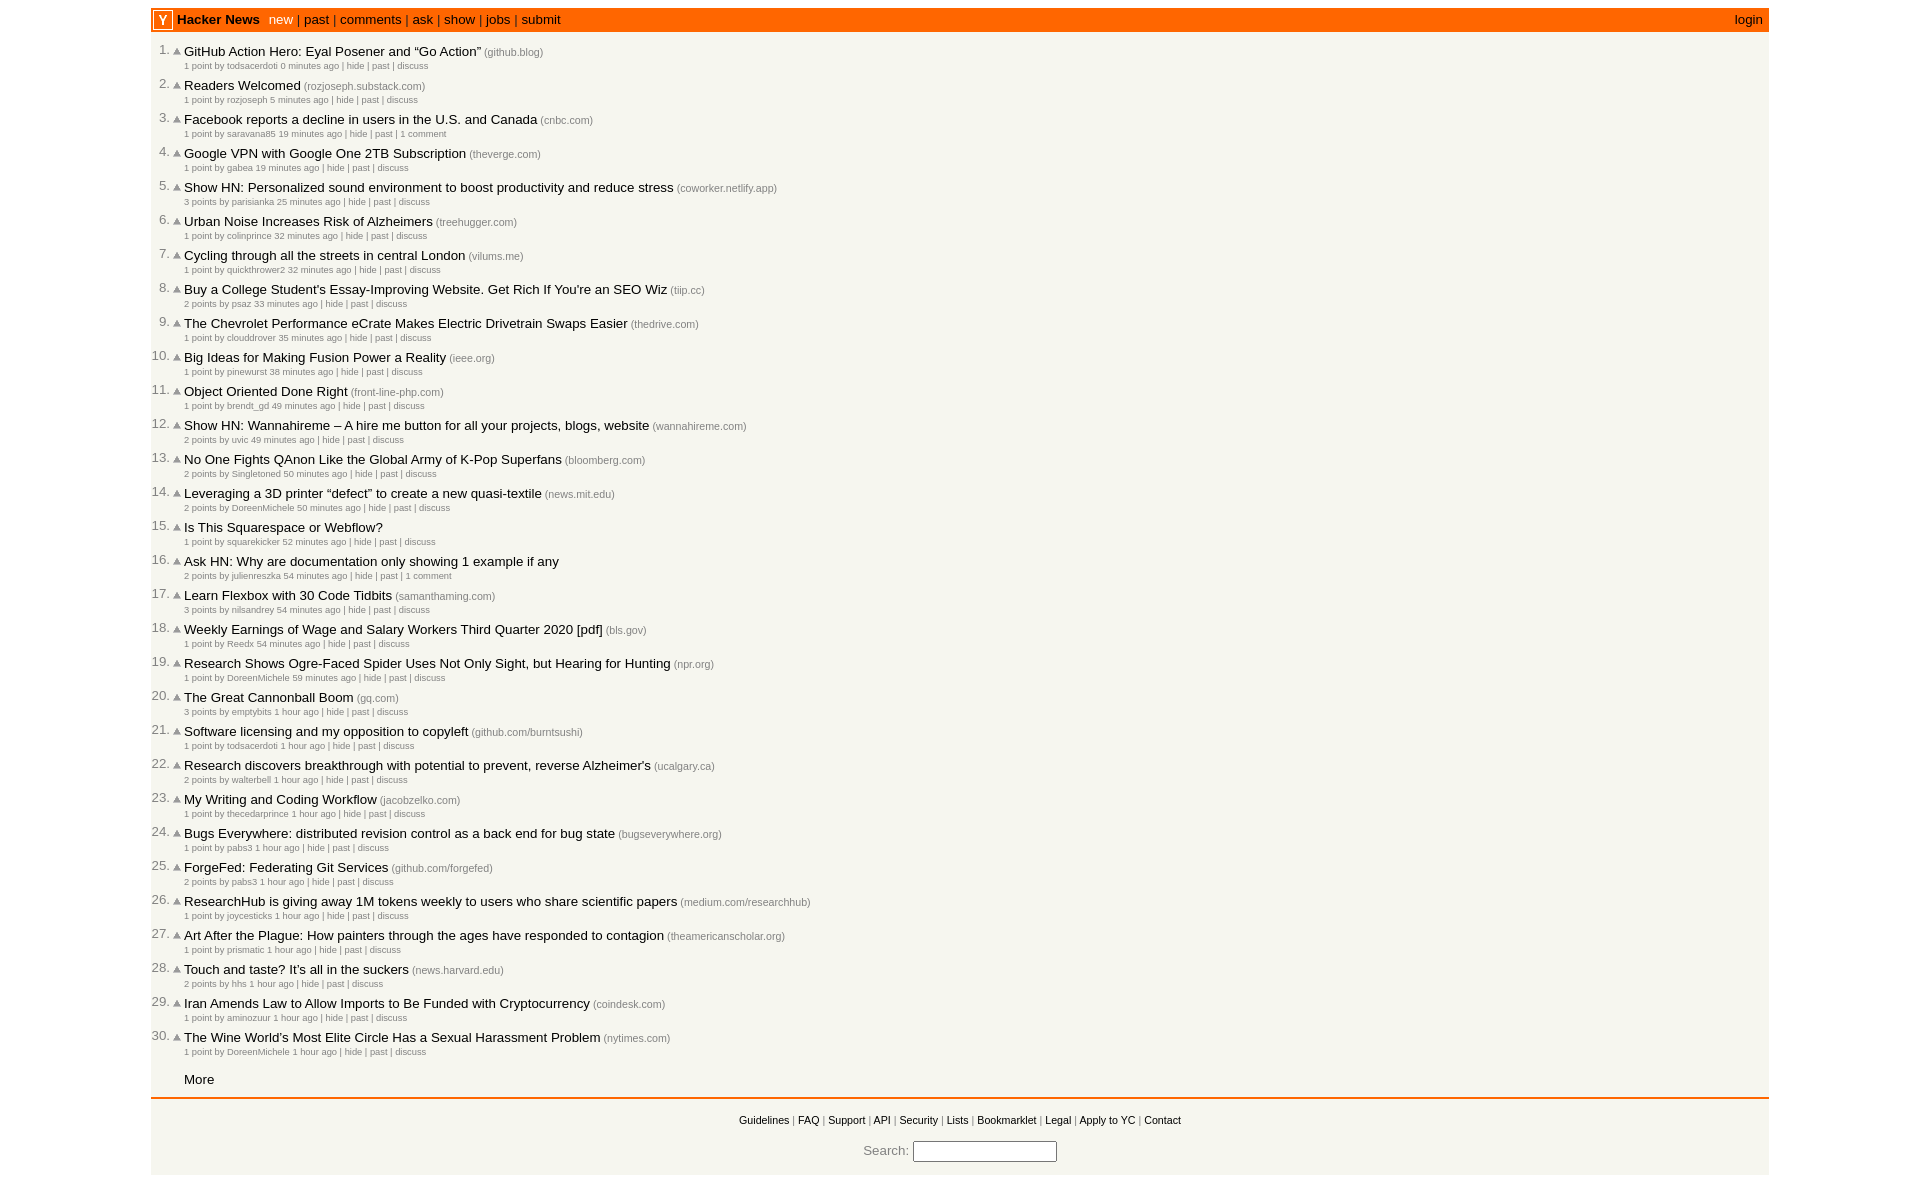 Y Hacker News new | past | comments | ask | show | jobs | submit login
1. GitHub Action Hero: Eyal Posener and “Go Action” (github.blog)
1 point by todsacerdoti 0 minutes ago | hide | past | discuss
2. Readers Welcomed (rozjoseph.substack.com)
1 point by rozjoseph 5 minutes ago | hide | past | discuss
3. Facebook reports a decline in users in the U.S. and Canada (cnbc.com)
1 point by saravana85 19 minutes ago | hide | past | 1 comment
4. Google VPN with Google One 2TB Subscription (theverge.com)
1 point by gabea 19 minutes ago | hide | past | discuss
5. Show HN: Personalized sound environment to boost productivity and reduce stress (coworker.netlify.app)
3 points by parisianka 25 minutes ago | hide | past | discuss
6. Urban Noise Increases Risk of Alzheimers (treehugger.com)
1 point by colinprince 32 minutes ago | hide | past | discuss
7. Cycling through all the streets in central London (vilums.me)
1 point by quickthrower2 32 minutes ago | hide | past | discuss
8. Buy a College Student's Essay-Improving Website. Get Rich If You're an SEO Wiz (tiip.cc)
2 points by psaz 33 minutes ago | hide | past | discuss
9. The Chevrolet Performance eCrate Makes Electric Drivetrain Swaps Easier (thedrive.com)
1 point by clouddrover 35 minutes ago | hide | past | discuss
10. Big Ideas for Making Fusion Power a Reality (ieee.org)
1 point by pinewurst 38 minutes ago | hide | past | discuss
11. Object Oriented Done Right (front-line-php.com)
1 point by brendt_gd 49 minutes ago | hide | past | discuss
12. Show HN: Wannahireme – A hire me button for all your projects, blogs, website (wannahireme.com)
2 points by uvic 49 minutes ago | hide | past | discuss
13. No One Fights QAnon Like the Global Army of K-Pop Superfans (bloomberg.com)
2 points by Singletoned 50 minutes ago | hide | past | discuss
14. Leveraging a 3D printer “defect” to create a new quasi-textile (news.mit.edu)
2 points by DoreenMichele 50 minutes ago | hide | past | discuss
15. Is This Squarespace or Webflow?
1 point by squarekicker 52 minutes ago | hide | past | discuss
16. Ask HN: Why are documentation only showing 1 example if any
2 points by julienreszka 54 minutes ago | hide | past | 1 comment
17. Learn Flexbox with 30 Code Tidbits (samanthaming.com)
3 points by nilsandrey 54 minutes ago | hide | past | discuss
18. Weekly Earnings of Wage and Salary Workers Third Quarter 2020 [pdf] (bls.gov)
1 point by Reedx 54 minutes ago | hide | past | discuss
19. Research Shows Ogre-Faced Spider Uses Not Only Sight, but Hearing for Hunting (npr.org)
1 point by DoreenMichele 59 minutes ago | hide | past | discuss
20. The Great Cannonball Boom (gq.com)
3 points by emptybits 1 hour ago | hide | past | discuss
21. Software licensing and my opposition to copyleft (github.com/burntsushi)
1 point by todsacerdoti 1 hour ago | hide | past | discuss
22. Research discovers breakthrough with potential to prevent, reverse Alzheimer's (ucalgary.ca)
2 points by walterbell 1 hour ago | hide | past | discuss
23. My Writing and Coding Workflow (jacobzelko.com)
1 point by thecedarprince 1 hour ago | hide | past | discuss
24. Bugs Everywhere: distributed revision control as a back end for bug state (bugseverywhere.org)
1 point by pabs3 1 hour ago | hide | past | discuss
25. ForgeFed: Federating Git Services (github.com/forgefed)
2 points by pabs3 1 hour ago | hide | past | discuss
26. ResearchHub is giving away 1M tokens weekly to users who share scientific papers (medium.com/researchhub)
1 point by joycesticks 1 hour ago | hide | past | discuss
27. Art After the Plague: How painters through the ages have responded to contagion (theamericanscholar.org)
1 point by prismatic 1 hour ago | hide | past | discuss
28. Touch and taste? It’s all in the suckers (news.harvard.edu)
2 points by hhs 1 hour ago | hide | past | discuss
29. Iran Amends Law to Allow Imports to Be Funded with Cryptocurrency (coindesk.com)
1 point by aminozuur 1 hour ago | hide | past | discuss
30. The Wine World’s Most Elite Circle Has a Sexual Harassment Problem (nytimes.com)
1 point by DoreenMichele 1 hour ago | hide | past | discuss
More
Guidelines | FAQ | Support | API | Security | Lists | Bookmarklet | Legal | Apply to YC | Contact
Search: